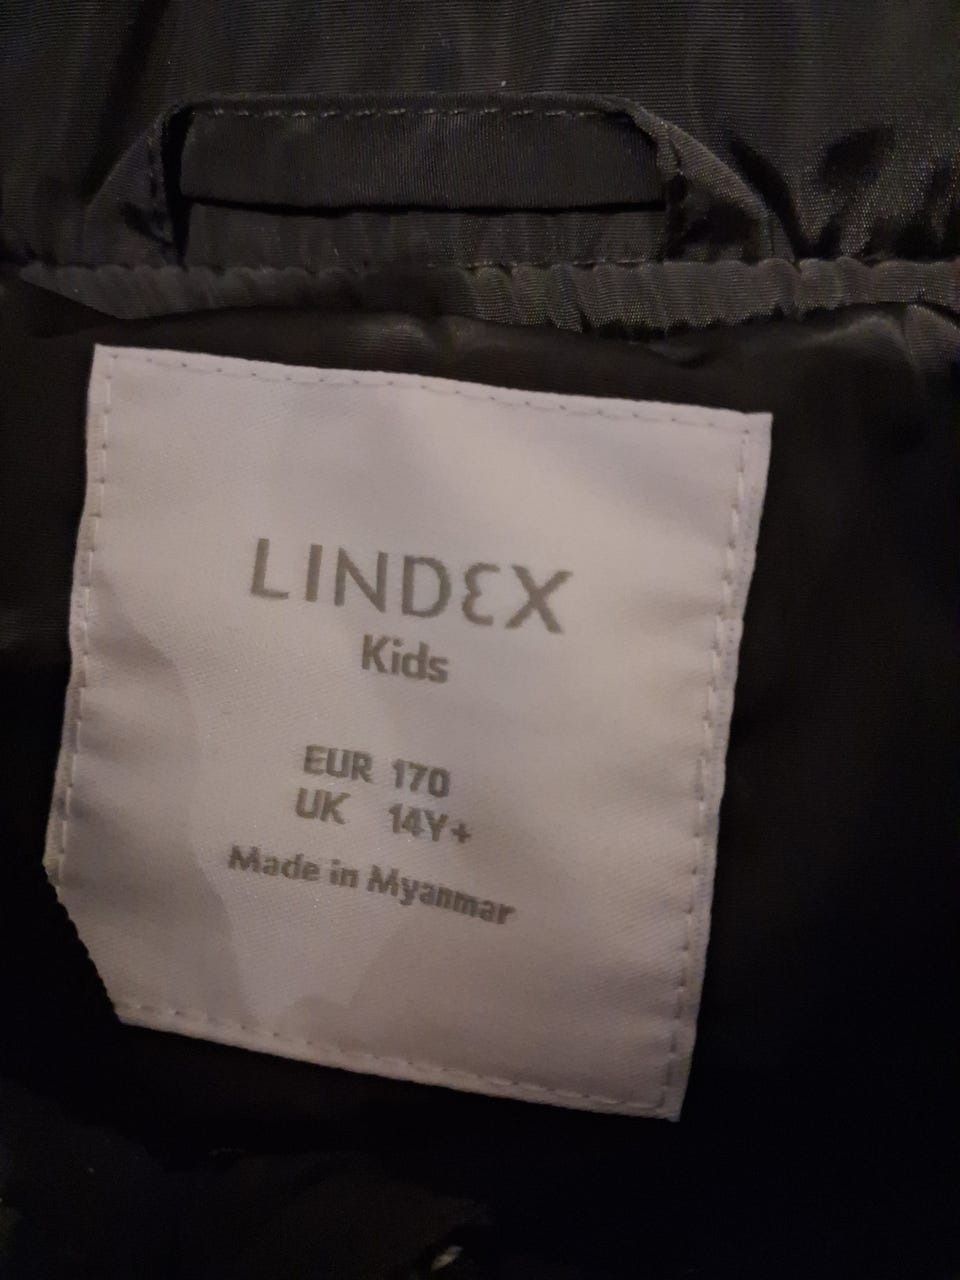 LINDEX
Kids
EUR 170
UK 14Y+
Made in Myanmar